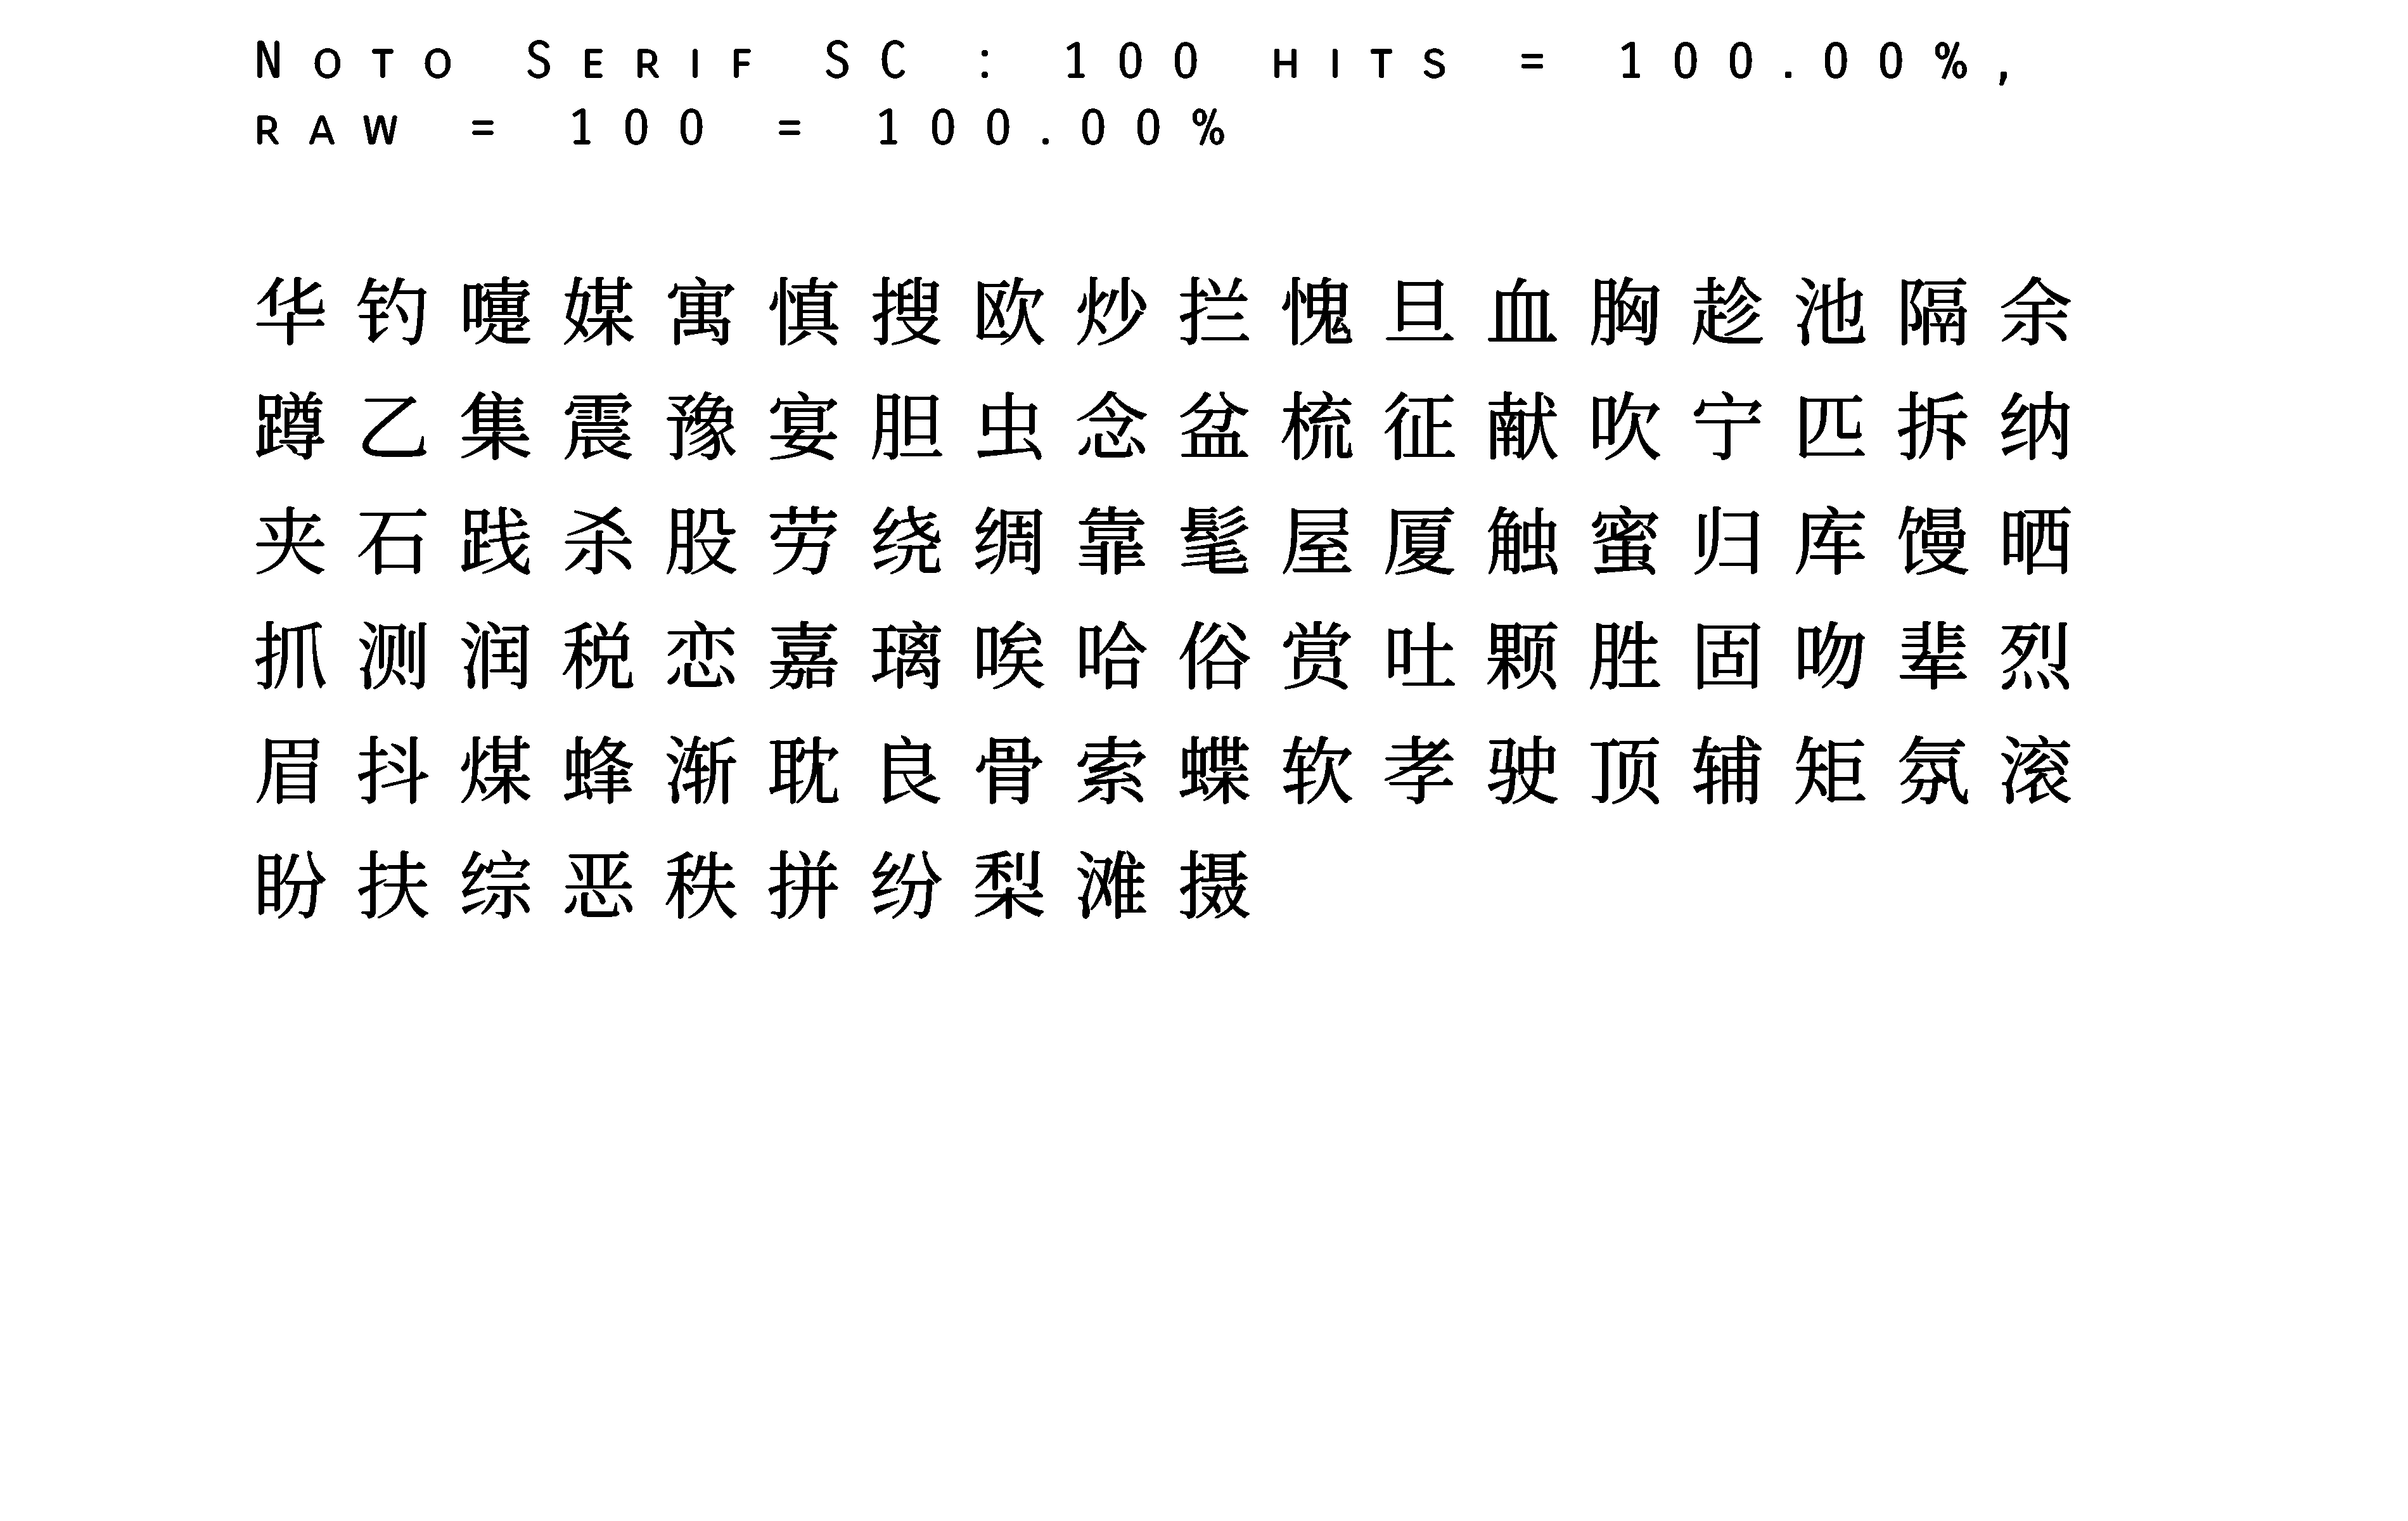 Noto Serif SC : 100 hits = 100.00%,
raw = 100 = 100.00%
华钓嚏媒寓慎搜欧炒拦愧旦血胸趁池隔余
蹲乙集震豫宴胆虫念盆梳征献吹宁匹拆纳
夹石践杀股劳绕绸靠髦屋厦触蜜归库馒晒
抓测润税恋嘉璃唉哈俗赏吐颗胜固吻辈烈
眉抖煤蜂渐耽良骨索蝶软孝驶顶辅矩氛滚
盼扶综恶秩拼纷梨滩摄